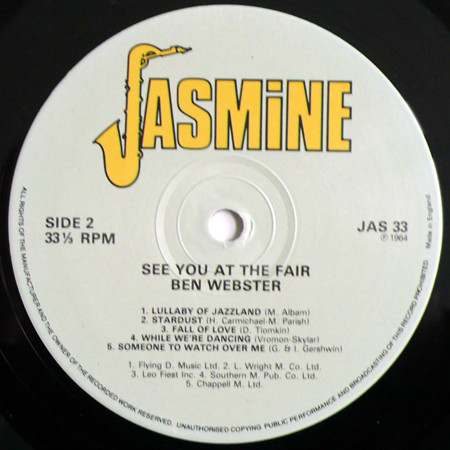 JASMiNE
SIDE 2
33⅓ RPM
JAS 33
℗ 1964
Made in England
SEE YOU AT THE FAIR
BEN WEBSTER
1. LULLABY OF JAZZLAND (M. Albam)
2. STARDUST (H. Carmichael-M. Parish)
3. FALL OF LOVE (D. Tiomkin)
4. WHILE WE'RE DANCING (Vromon-Skylar)
5. SOMEONE TO WATCH OVER ME (G. & I. Gershwin)
1. Flying D. Music Ltd. 2. L. Wright M. Co. Ltd.
3. Leo Fiest Inc. 4. Southern M. Pub. Co. Ltd.
5. Chappell M. Ltd.
ALL RIGHTS OF THE MANUFACTURER AND THE OWNER OF THE RECORDED WORK RESERVED. UNAUTHORISED COPYING. PUBLIC PERFORMANCE AND BROADCASTING OF THIS RECORD PROHIBITED